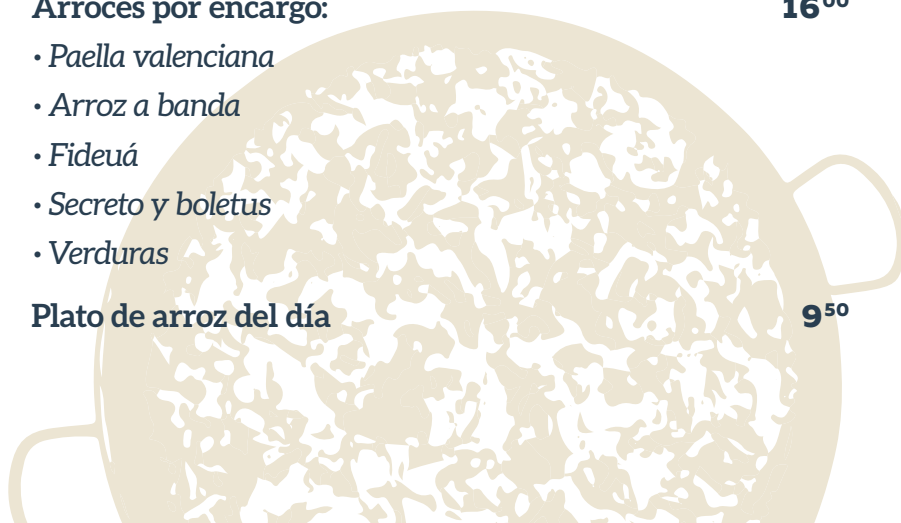 Arroces por encargo: 16⁰⁰
• Paella valenciana
• Arroz a banda
• Fideuá
• Secreto y boletus
• Verduras
Plato de arroz del día 9⁵⁰